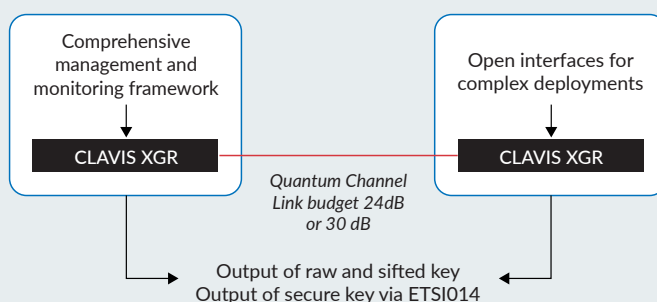 Comprehensive
management and
monitoring framework
CLAVIS XGR
Open interfaces for
complex deployments
CLAVIS XGR
Quantum Channel
Link budget 24dB
or 30 dB
Output of raw and sifted key
Output of secure key via ETSI014